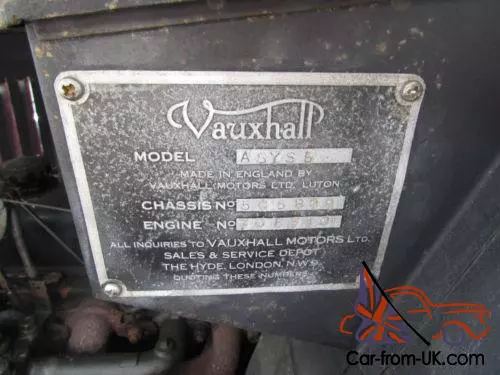 Vauxhall
MODEL
MADE IN ENGLAND BY
VAUXHALL MOTORS LTD. LUTON
CHASSIS Nº
ENGINE Nº
ALL INQUIRIES TO VAUXHALL MOTORS LTD.
SALES & SERVICE DEPOT
THE HYDE, LONDON, N.W.9.
QUOTING THESE NUMBERS
Car-from-UK.com